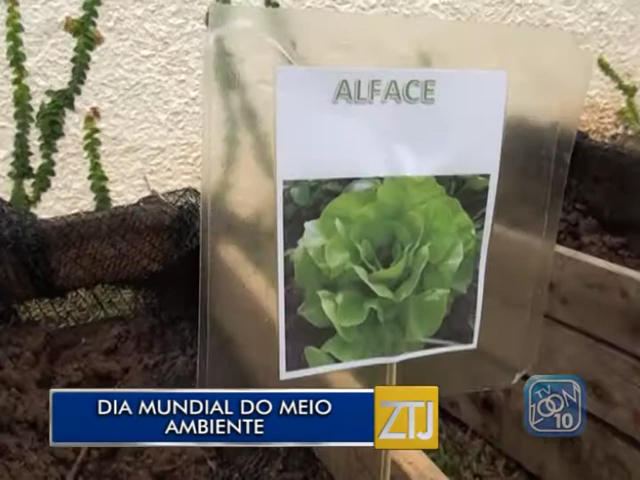 ALFACE
DIA MUNDIAL DO MEIO
AMBIENTE
ZTJ
TV
ZOOM
10